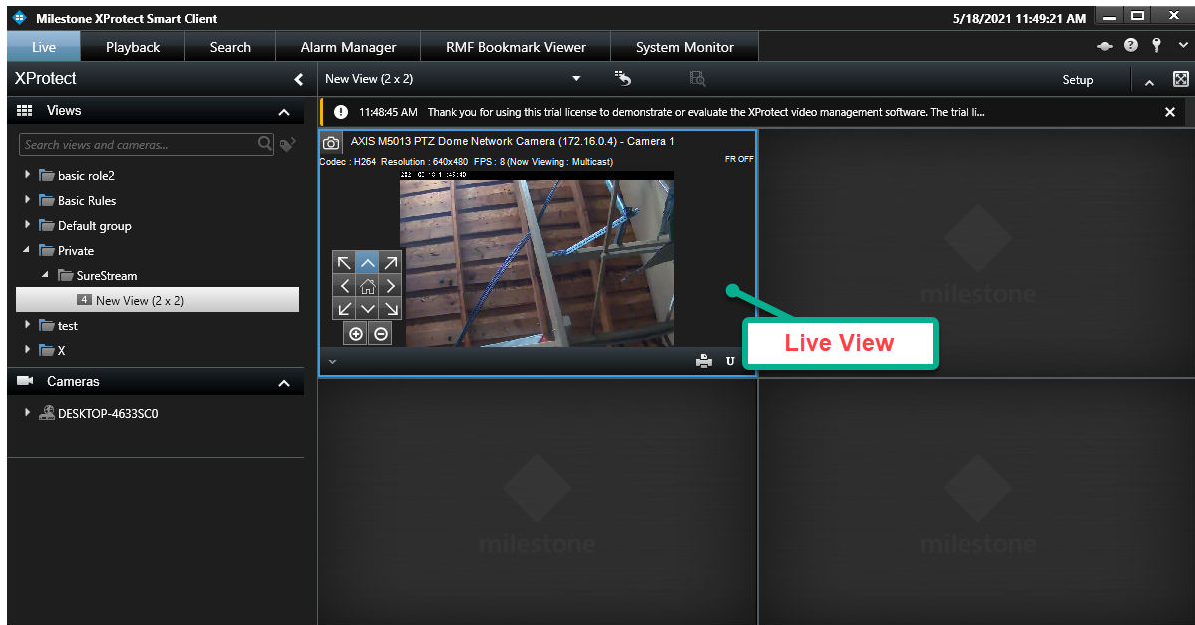 Milestone XProtect Smart Client
5/18/2021 11:49:21 AM
Live
Playback
Search
Alarm Manager
RMF Bookmark Viewer
System Monitor
XProtect
New View (2 x 2)
Setup
Views
11:48:45 AM Thank you for using this trial license to demonstrate or evaluate the XProtect video management software. The trial li...
Search views and cameras...
basic role2
Basic Rules
Default group
Private
SureStream
4 New View (2 x 2)
test
X
Cameras
DESKTOP-4633SC0
AXIS M5013 PTZ Dome Network Camera (172.16.0.4) - Camera 1
Codec : H264 Resolution : 640x480 FPS : 8 (Now Viewing : Multicast)
FR OFF
U
Live View
milestone
milestone
milestone